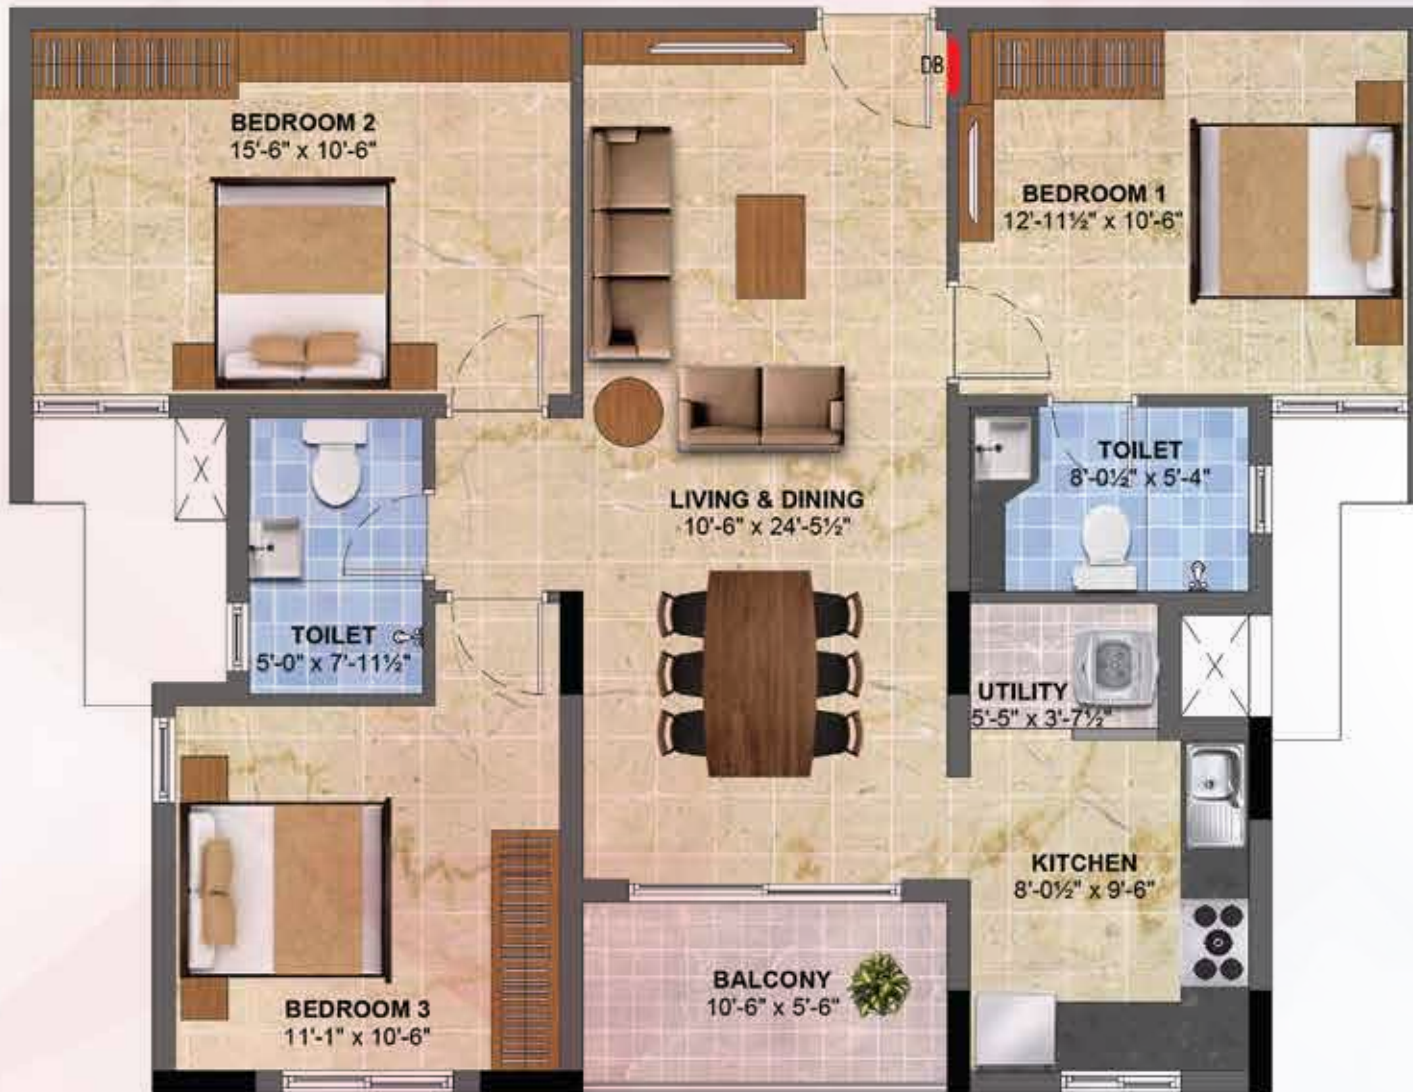 DB
BEDROOM 2
15'-6" x 10'-6"
BEDROOM 1
12'-11½" x 10'-6"
TOILET
8'-0½" x 5'-4"
LIVING & DINING
10'-6" x 24'-5½"
TOILET
5'-0" x 7'-11½"
UTILITY
5'-5" x 3'-7½"
KITCHEN
8'-0½" x 9'-6"
BALCONY
10'-6" x 5'-6"
BEDROOM 3
11'-1" x 10'-6"